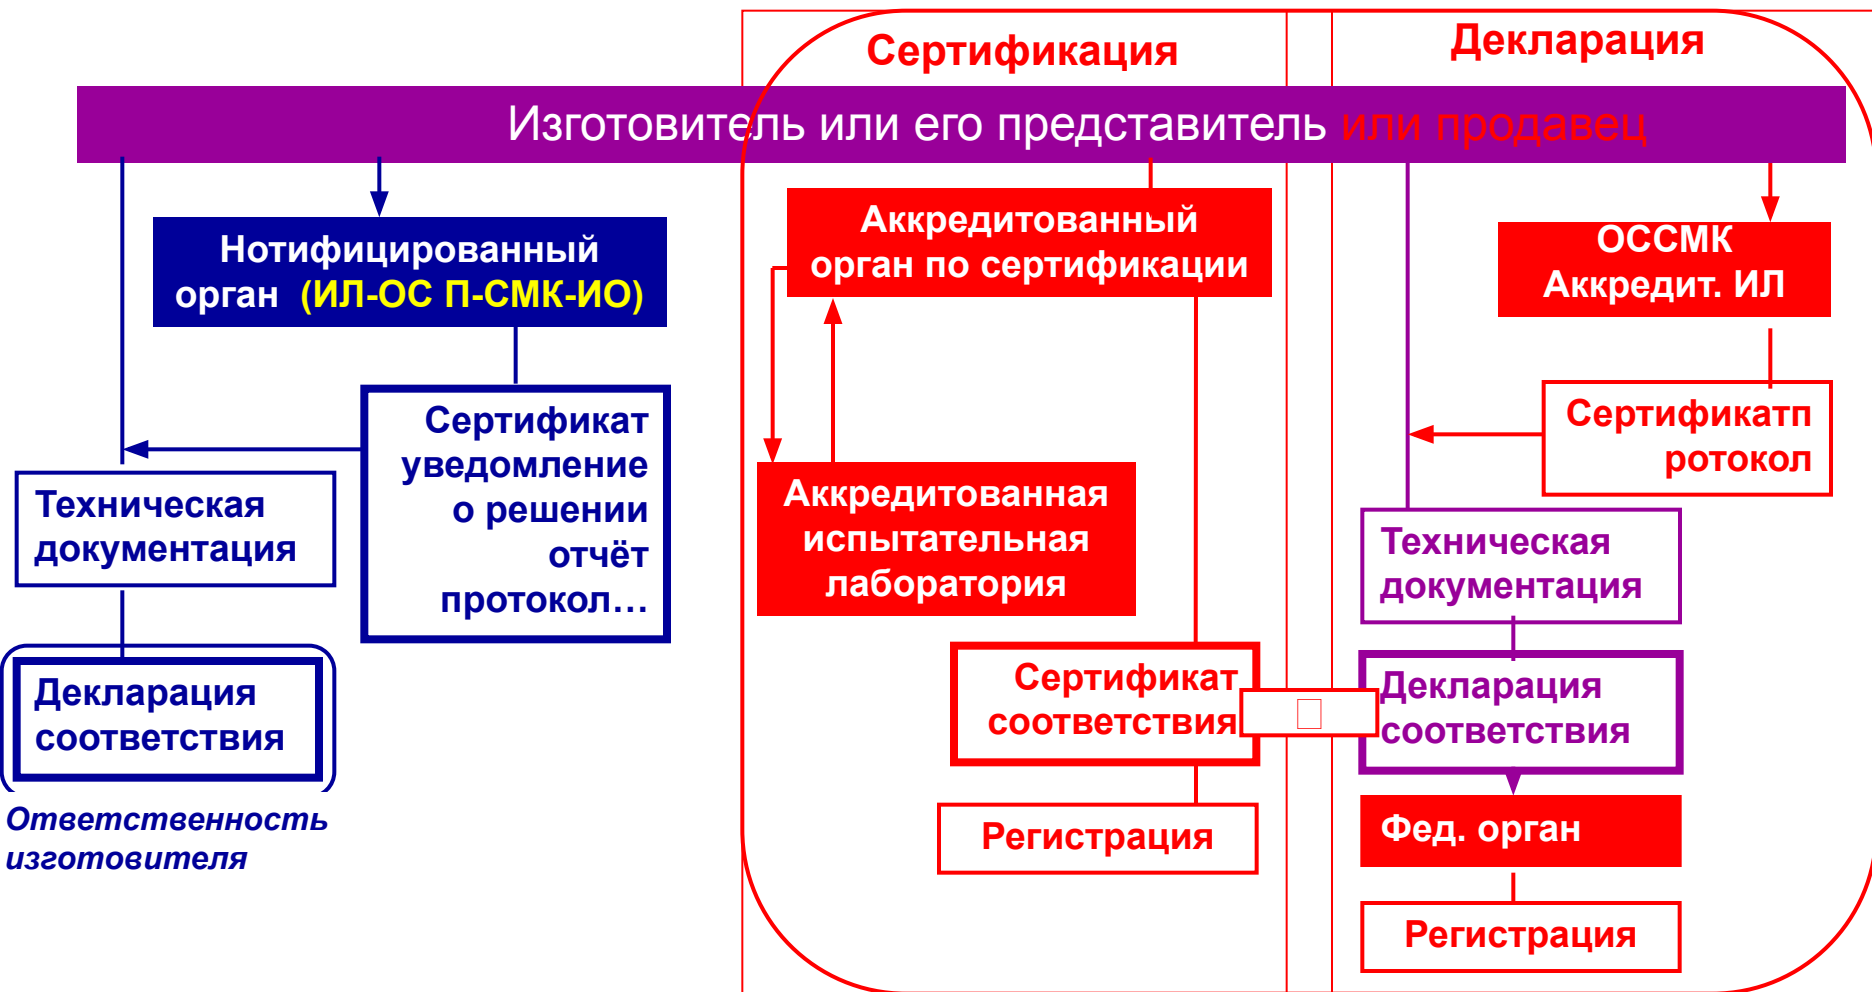 Сертификация
Декларация
Изготовитель или его представитель или продавец
Нотифицированный
орган (ИЛ-ОС П-СМК-ИО)
Сертификат
уведомление
о решении
отчёт
протокол…
Техническая
документация
Декларация
соответствия
Ответственность
изготовителя
Аккредитованный
орган по сертификации
Аккредитованная
испытательная
лаборатория
Сертификат
соответствия
Регистрация
ОССМК
Аккредит. ИЛ
Сертификатп
ротокол
Техническая
документация
Декларация
соответствия
Фед. орган
Регистрация